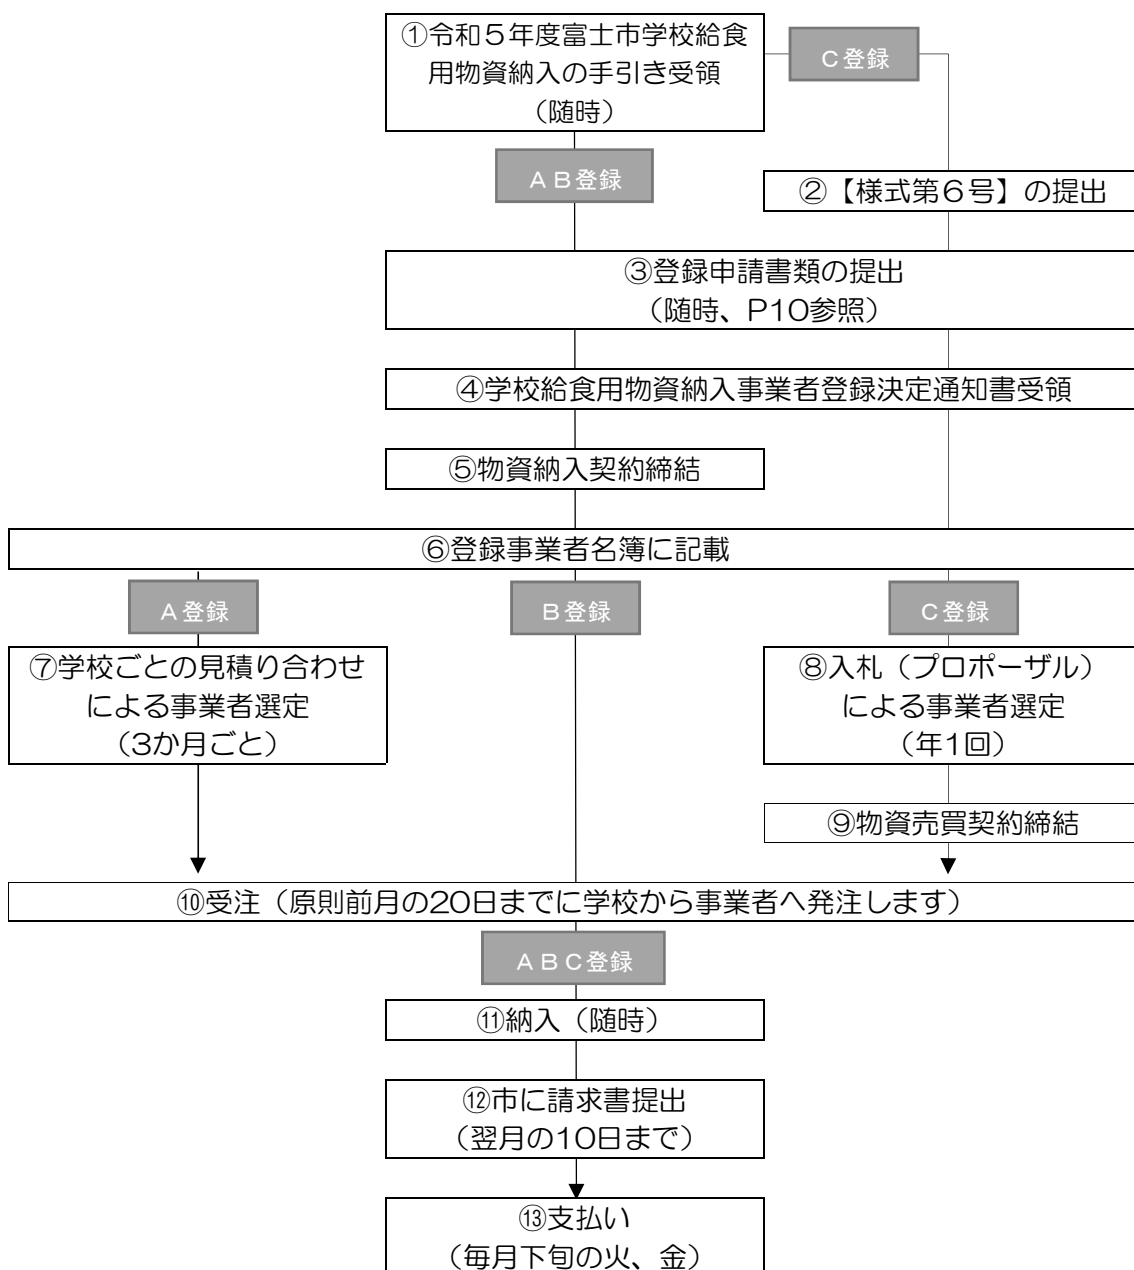 ①令和５年度富士市学校給食
用物資納入の手引き受領
（随時）
Ｃ登録
ＡＢ登録
②【様式第６号】の提出
③登録申請書類の提出
（随時、P10参照）
④学校給食用物資納入事業者登録決定通知書受領
⑤物資納入契約締結
⑥登録事業者名簿に記載
Ａ登録
Ｂ登録
Ｃ登録
⑦学校ごとの見積り合わせ
による事業者選定
（3か月ごと）
⑧入札（プロポーザル）
による事業者選定
（年1回）
⑨物資売買契約締結
⑩受注（原則前月の20日までに学校から事業者へ発注します）
ＡＢＣ登録
⑪納入（随時）
⑫市に請求書提出
（翌月の10日まで）
⑬支払い
（毎月下旬の火、金）